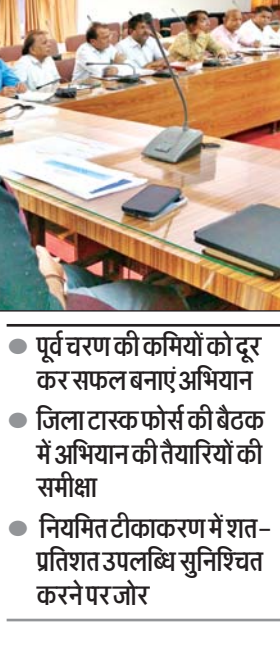 पूर्व चरण की कमियों को दूर
कर सफल बनाएं अभियान
जिला टास्क फोर्स की बैठक
में अभियान की तैयारियों की
समीक्षा
नियमित टीकाकरण में शत-
प्रतिशत उपलब्धि सुनिश्चित
करने पर जोर